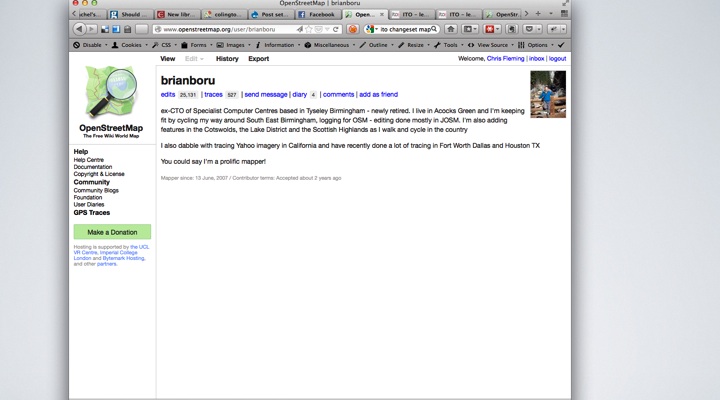 OpenStreetMap | brianboru
Should
New libr...
colingto...
Post set...
Facebook
Open...
ITO – le...
ITO – le...
OpenStr...
www.openstreetmap.org/user/brianboru
ito changeset map
Disable
Cookies
CSS
Forms
Images
Information
Miscellaneous
Outline
Resize
Tools
View Source
Options
View Edit History Export
Welcome, Chris Fleming | inbox | logout
OpenStreetMap
The Free Wiki World Map
Help
Help Centre
Documentation
Copyright & License
Community
Community Blogs
Foundation
User Diaries
GPS Traces
Make a Donation
Hosting is supported by the UCL
VR Centre, Imperial College
London and Bytemark Hosting,
and other partners.
brianboru
edits 25,131 | traces 527 | send message | diary 4 | comments | add as friend
ex-CTO of Specialist Computer Centres based in Tyseley Birmingham - newly retired. I live in Acocks Green and I'm keeping
fit by cycling my way around South East Birmingham, logging for OSM - editing done mostly in JOSM. I'm also adding
features in the Cotswolds, the Lake District and the Scottish Highlands as I walk and cycle in the country
I also dabble with tracing Yahoo imagery in California and have recently done a lot of tracing in Fort Worth Dallas and Houston TX
You could say I'm a prolific mapper!
Mapper since: 13 June, 2007 / Contributor terms: Accepted about 2 years ago